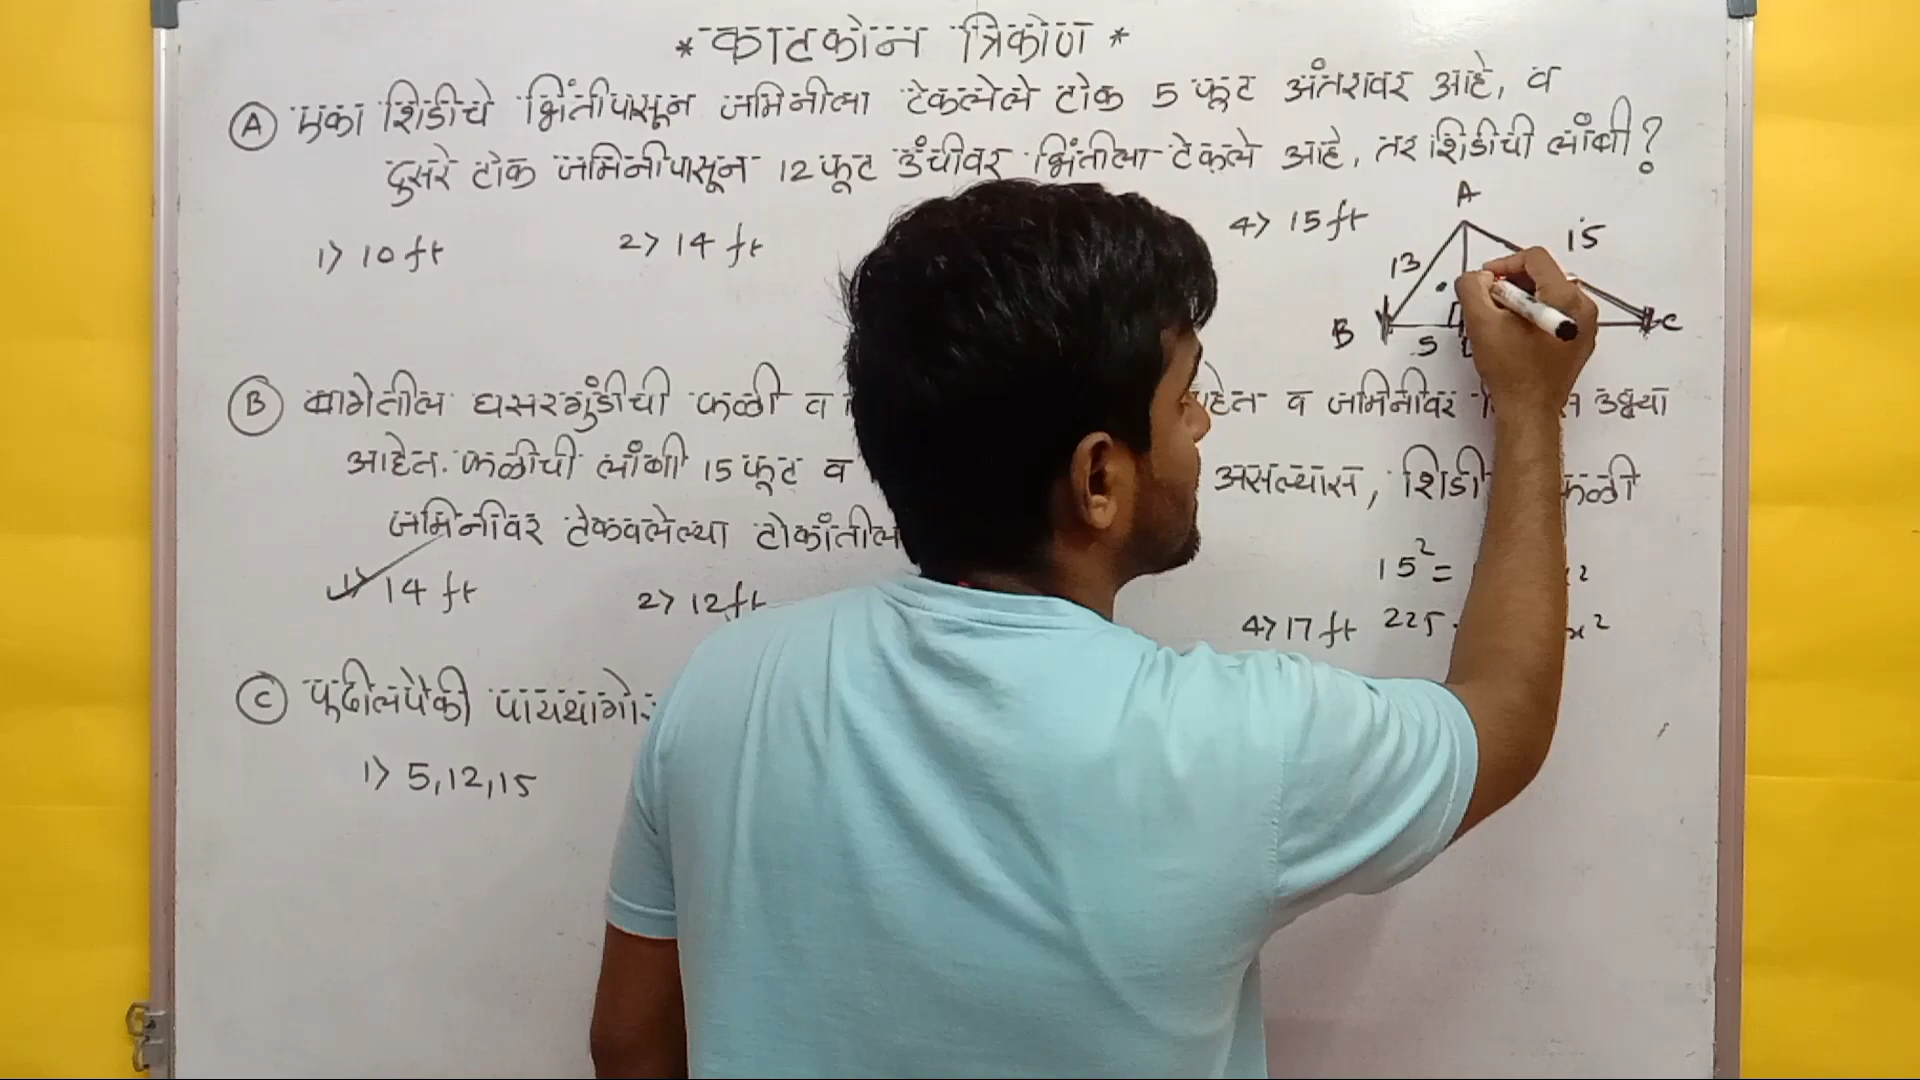 * काटकोन त्रिकोण *
A एका शिडीचे भिंतीपासून जमिनीला टेकलेले टोक 5 फूट अंतरावर आहे, व
दुसरे टोक जमिनीपासून 12 फूट उंचीवर भिंतीला टेकले आहे, तर शिडीची लांबी ?
1) 10 ft 2) 14 ft 4) 15 ft
A
13 15
B C
5
B बागेतील घसरगुंडीची फळी व हेत व जमिनीवर उभ्या
आहेत. फळीची लांबी 15 फूट व असल्यास, शिडी फळी
जमिनीवर टेकवलेल्या टोकांतील
15² =
1) 14 ft 2) 12 ft 4) 17 ft 225 x²
C पूढीलपैकी पायथागो
1) 5,12,15